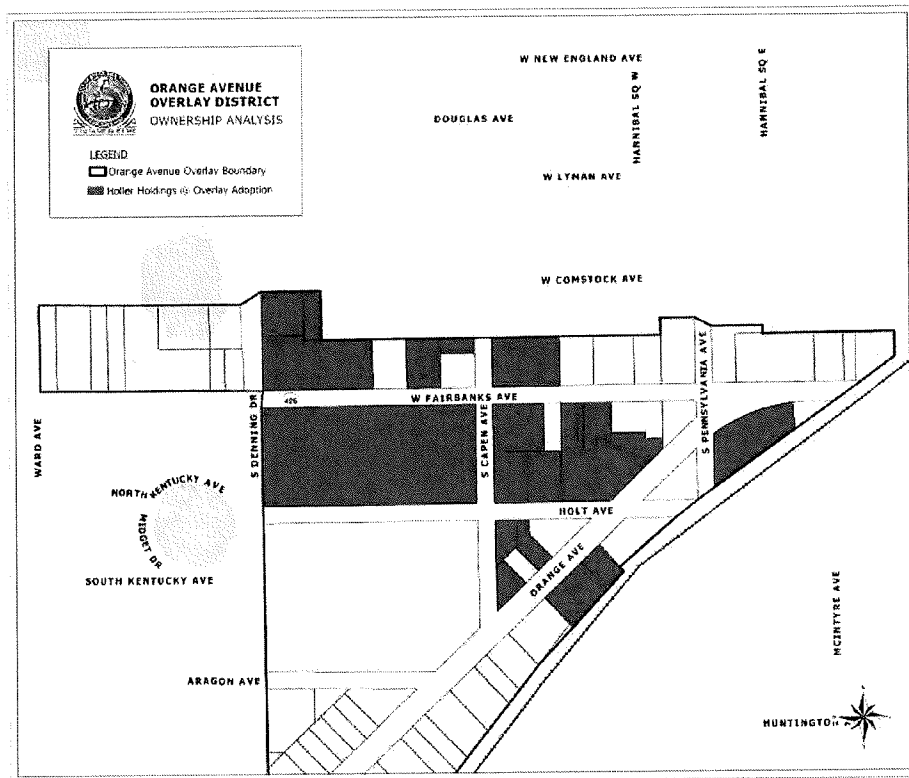 ORANGE AVENUE
OVERLAY DISTRICT
OWNERSHIP ANALYSIS
LEGEND
Orange Avenue Overlay Boundary
Holler Holdings @ Overlay Adoption
W NEW ENGLAND AVE
HANNIBAL SQ W
HANNIBAL SQ E
DOUGLAS AVE
W LYMAN AVE
W COMSTOCK AVE
426
W FAIRBANKS AVE
S PENNSYLVANIA AVE
WARD AVE
S DENNING DR
S CAPEN AVE
NORTH KENTUCKY AVE
MIDGET DR
HOLT AVE
SOUTH KENTUCKY AVE
ORANGE AVE
MCINTYRE AVE
ARAGON AVE
HUNTINGTON